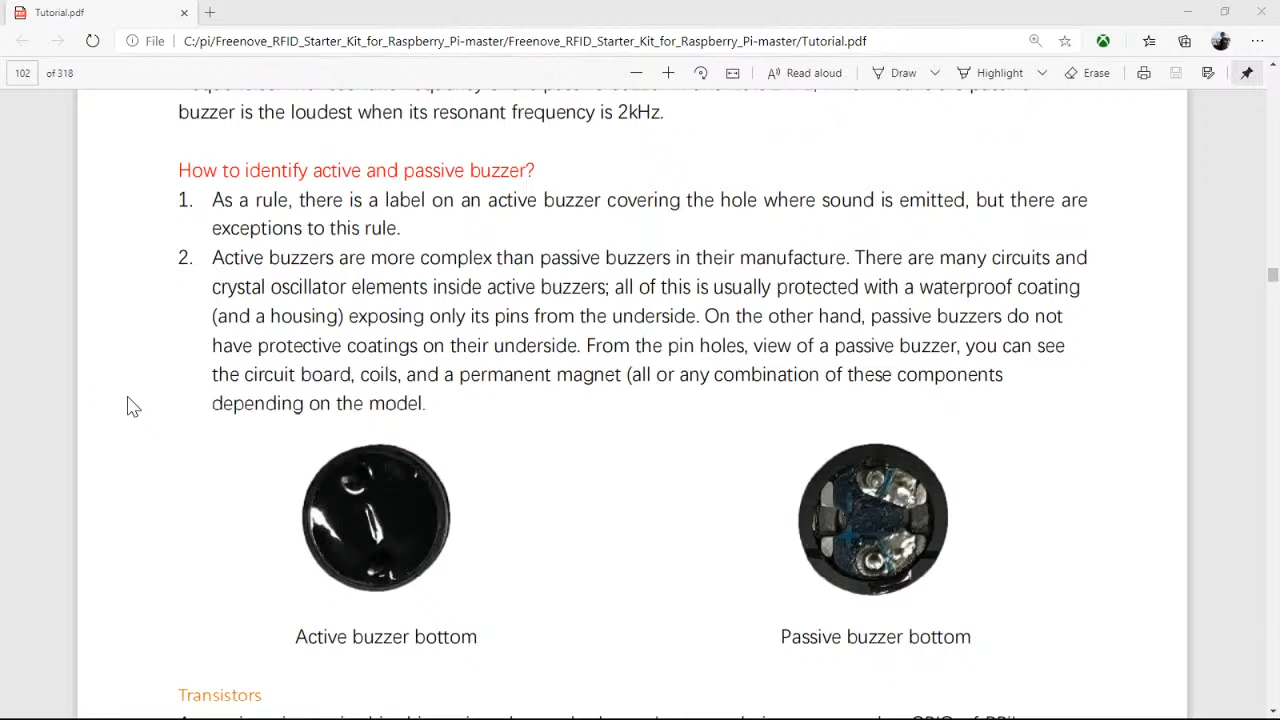 Tutorial.pdf
File C:/pi/Freenove_RFID_Starter_Kit_for_Raspberry_Pi-master/Freenove_RFID_Starter_Kit_for_Raspberry_Pi-master/Tutorial.pdf
102 of 318 Read aloud Draw Highlight Erase
buzzer is the loudest when its resonant frequency is 2kHz.
How to identify active and passive buzzer?
1. As a rule, there is a label on an active buzzer covering the hole where sound is emitted, but there are
exceptions to this rule.
2. Active buzzers are more complex than passive buzzers in their manufacture. There are many circuits and
crystal oscillator elements inside active buzzers; all of this is usually protected with a waterproof coating
(and a housing) exposing only its pins from the underside. On the other hand, passive buzzers do not
have protective coatings on their underside. From the pin holes, view of a passive buzzer, you can see
the circuit board, coils, and a permanent magnet (all or any combination of these components
depending on the model.
Active buzzer bottom Passive buzzer bottom
Transistors